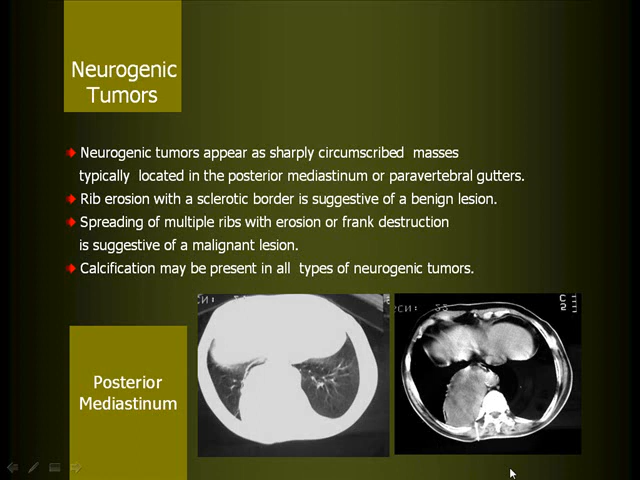 Neurogenic
Tumors
Neurogenic tumors appear as sharply circumscribed masses
typically located in the posterior mediastinum or paravertebral gutters.
Rib erosion with a sclerotic border is suggestive of a benign lesion.
Spreading of multiple ribs with erosion or frank destruction
is suggestive of a malignant lesion.
Calcification may be present in all types of neurogenic tumors.
SCN: 22
Posterior
Mediastinum